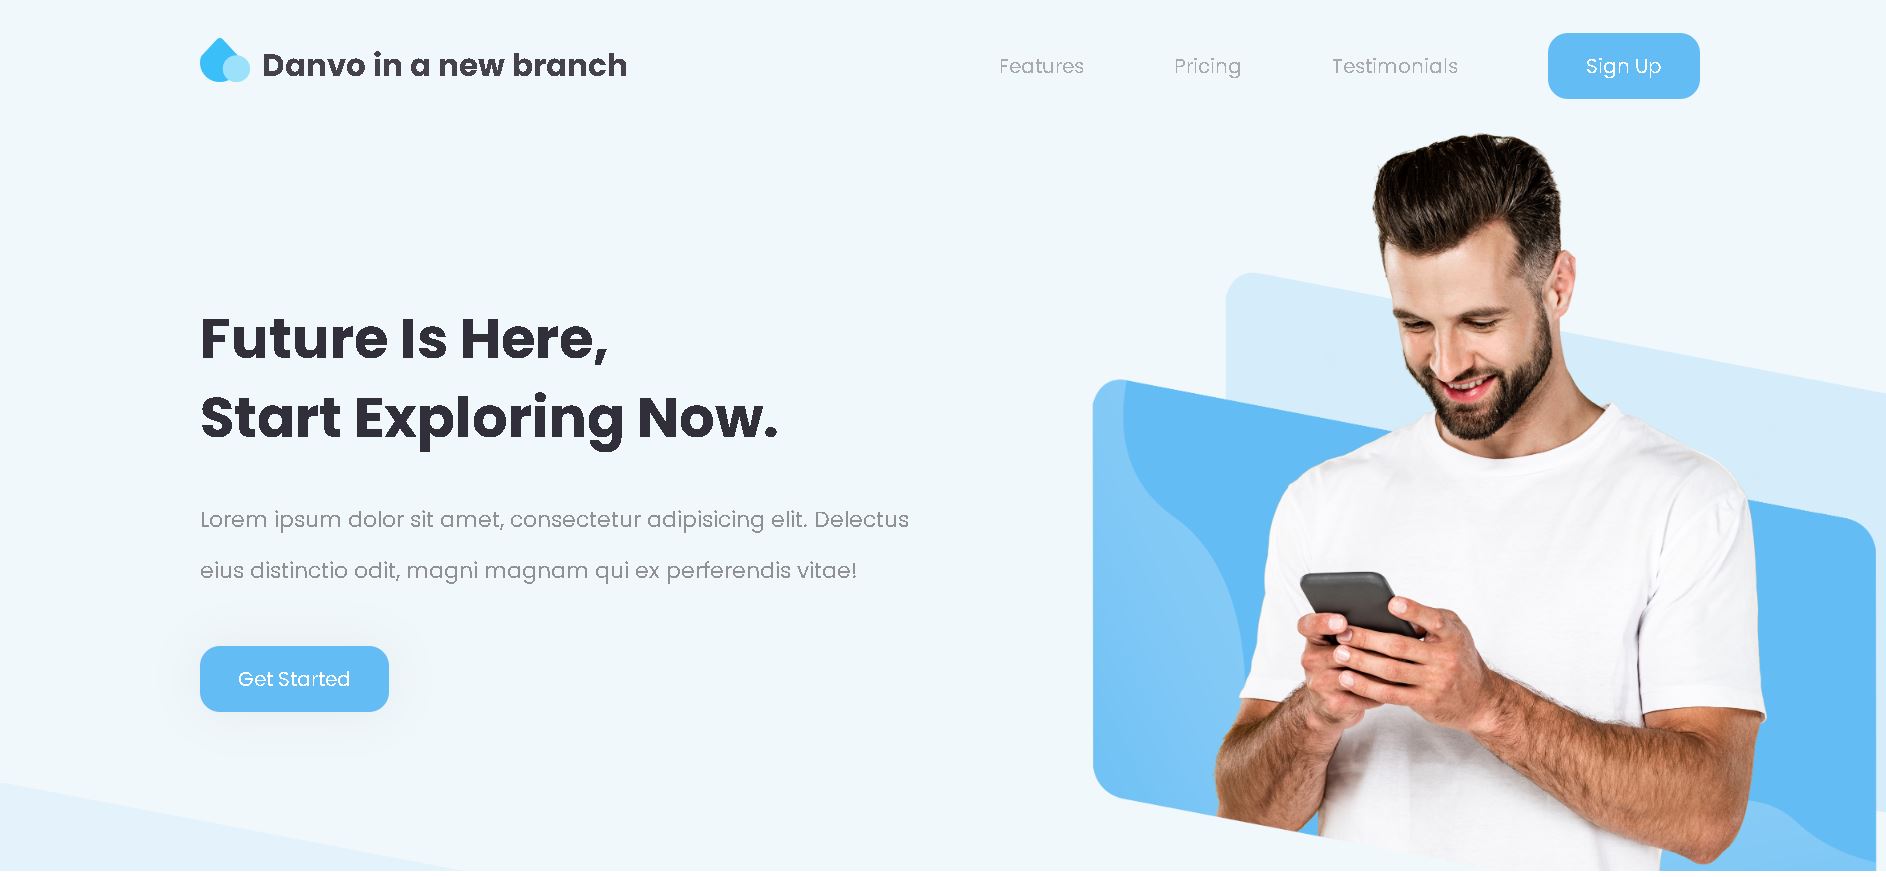 Danvo in a new branch
Features
Pricing
Testimonials
Sign Up
Future Is Here,
Start Exploring Now.
Lorem ipsum dolor sit amet, consectetur adipisicing elit. Delectus
eius distinctio odit, magni magnam qui ex perferendis vitae!
Get Started